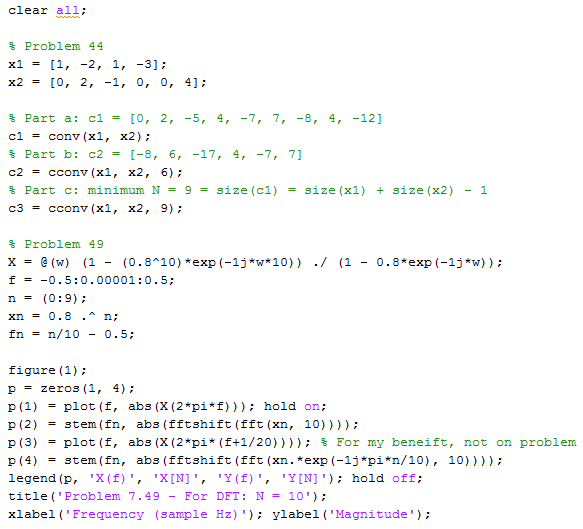 clear all;
% Problem 44
x1 = [1, -2, 1, -3];
x2 = [0, 2, -1, 0, 0, 4];
% Part a: c1 = [0, 2, -5, 4, -7, 7, -8, 4, -12]
c1 = conv(x1, x2);
% Part b: c2 = [-8, 6, -17, 4, -7, 7]
c2 = cconv(x1, x2, 6);
% Part c: minimum N = 9 = size(c1) = size(x1) + size(x2) - 1
c3 = cconv(x1, x2, 9);
% Problem 49
X = @(w) (1 - (0.8^10)*exp(-1j*w*10)) ./ (1 - 0.8*exp(-1j*w));
f = -0.5:0.00001:0.5;
n = (0:9);
xn = 0.8 .^ n;
fn = n/10 - 0.5;
figure(1);
p = zeros(1, 4);
p(1) = plot(f, abs(X(2*pi*f))); hold on;
p(2) = stem(fn, abs(fftshift(fft(xn, 10))));
p(3) = plot(f, abs(X(2*pi*(f+1/20)))); % For my beneift, not on problem
p(4) = stem(fn, abs(fftshift(fft(xn.*exp(-1j*pi*n/10), 10))));
legend(p, 'X(f)', 'X[N]', 'Y(f)', 'Y[N]'); hold off;
title('Problem 7.49 - For DFT: N = 10');
xlabel('Frequency (sample Hz)'); ylabel('Magnitude');